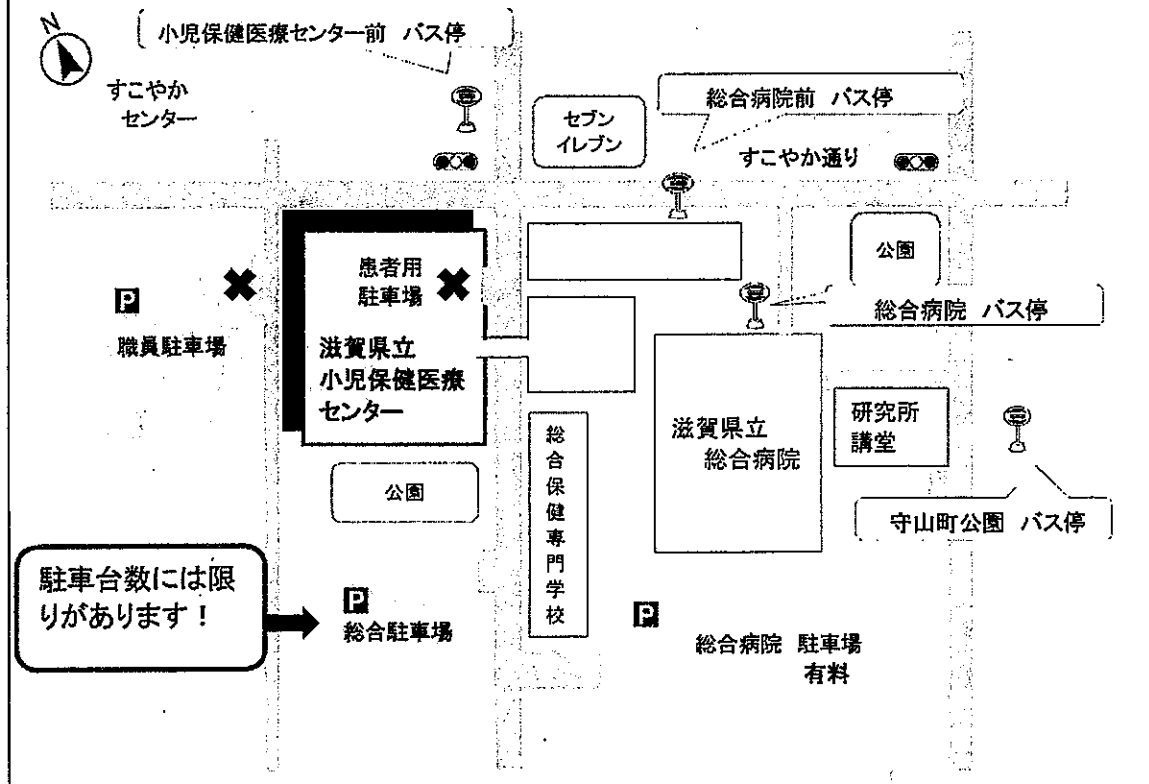 N
小児保健医療センター前 バス停
すこやか
センター
セブン
イレブン
総合病院前 バス停
すこやか通り
患者用
駐車場
公園
P
職員駐車場
総合病院 バス停
滋賀県立
小児保健医療
センター
滋賀県立
総合病院
研究所
講堂
総合保健専門学校
公園
守山町公園 バス停
駐車台数には限
りがあります!
P
総合駐車場
P
総合病院 駐車場
有料